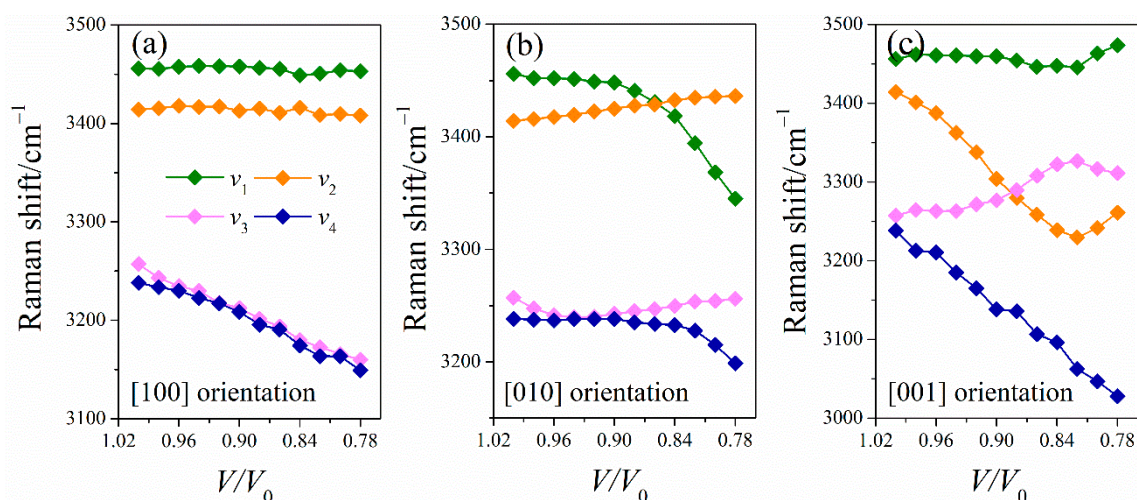 (a)
Raman shift/cm⁻¹
3500
3400
3300
3200
3100
v₁
v₂
v₃
v₄
[100] orientation
1.02
0.96
0.90
0.84
0.78
V/V₀
(b)
Raman shift/cm⁻¹
3500
3400
3300
3200
[010] orientation
1.02
0.96
0.90
0.84
0.78
V/V₀
(c)
Raman shift/cm⁻¹
3500
3400
3300
3200
3100
3000
[001] orientation
1.02
0.96
0.90
0.84
0.78
V/V₀